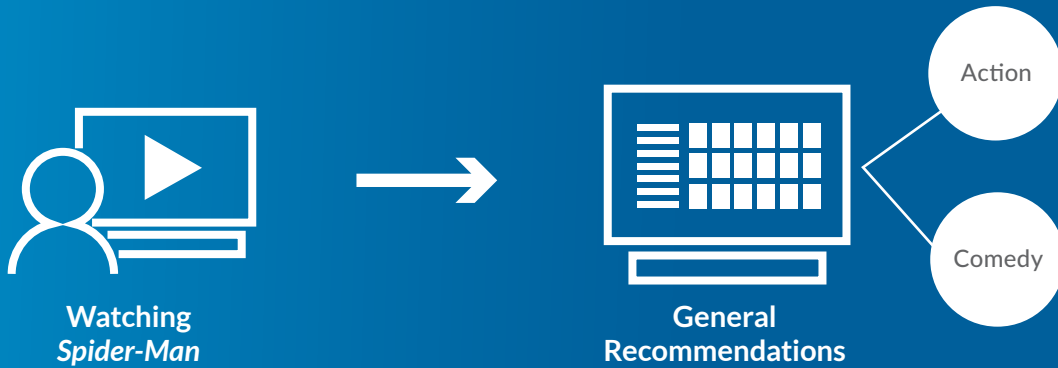 Watching
Spider-Man
General
Recommendations
Action
Comedy